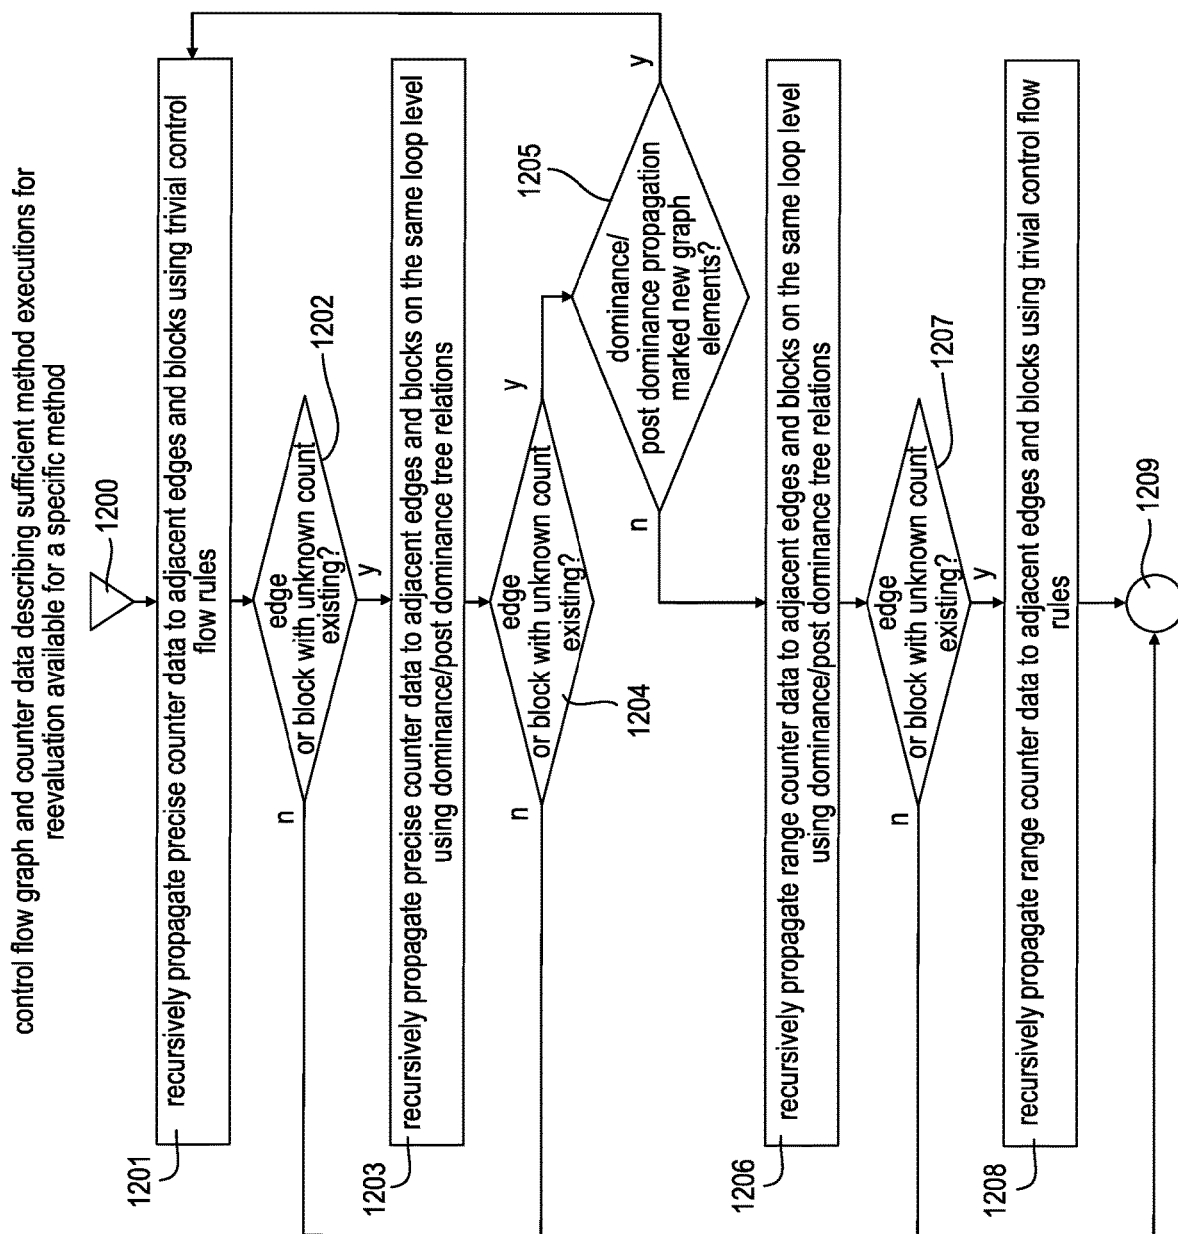 control flow graph and counter data describing sufficient method executions for
reevaluation available for a specific method
1200
1201
recursively propagate precise counter data to adjacent edges and blocks using trivial control
flow rules
1202
edge
or block with unknown count
existing?
n
y
1203
recursively propagate precise counter data to adjacent edges and blocks on the same loop level
using dominance/post dominance tree relations
1204
edge
or block with unknown count
existing?
n
y
1205
dominance/
post dominance propagation
marked new graph
elements?
n
y
1206
recursively propagate range counter data to adjacent edges and blocks on the same loop level
using dominance/post dominance tree relations
1207
edge
or block with unknown count
existing?
n
y
1208
recursively propagate range counter data to adjacent edges and blocks using trivial control flow
rules
1209